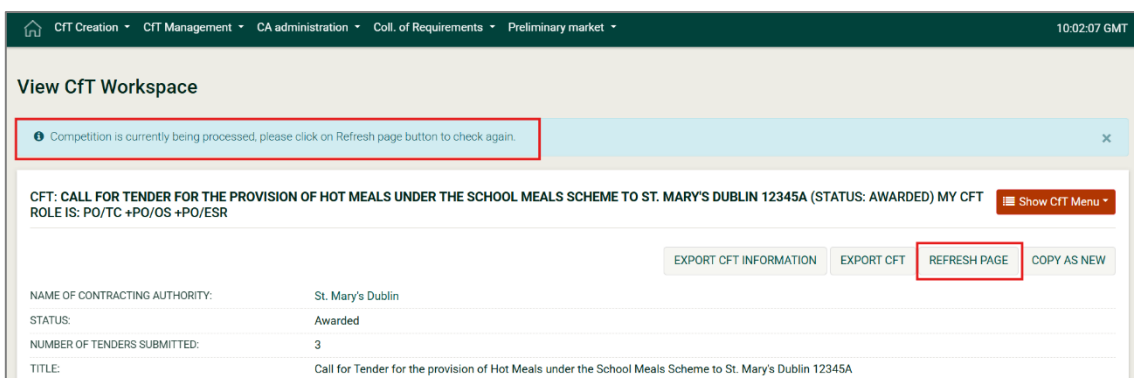 CfT Creation CfT Management CA administration Coll. of Requirements Preliminary market 10:02:07 GMT
View CfT Workspace
Competition is currently being processed, please click on Refresh page button to check again. ×
CFT: CALL FOR TENDER FOR THE PROVISION OF HOT MEALS UNDER THE SCHOOL MEALS SCHEME TO ST. MARY'S DUBLIN 12345A (STATUS: AWARDED) MY CFT
ROLE IS: PO/TC +PO/OS +PO/ESR
Show CfT Menu
EXPORT CFT INFORMATION EXPORT CFT REFRESH PAGE COPY AS NEW
NAME OF CONTRACTING AUTHORITY: St. Mary's Dublin
STATUS: Awarded
NUMBER OF TENDERS SUBMITTED: 3
TITLE: Call for Tender for the provision of Hot Meals under the School Meals Scheme to St. Mary's Dublin 12345A